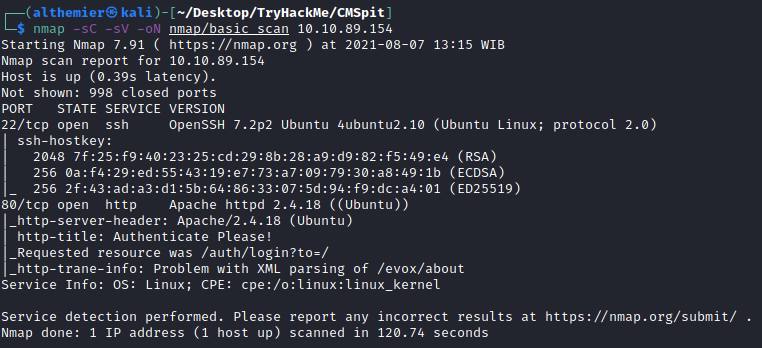 ┌──(althemier㉿kali)-[~/Desktop/TryHackMe/CMSpit]
└─$ nmap -sC -sV -oN nmap/basic_scan 10.10.89.154
Starting Nmap 7.91 ( https://nmap.org ) at 2021-08-07 13:15 WIB
Nmap scan report for 10.10.89.154
Host is up (0.39s latency).
Not shown: 998 closed ports
PORT   STATE SERVICE VERSION
22/tcp open  ssh     OpenSSH 7.2p2 Ubuntu 4ubuntu2.10 (Ubuntu Linux; protocol 2.0)
| ssh-hostkey:
|   2048 7f:25:f9:40:23:25:cd:29:8b:28:a9:d9:82:f5:49:e4 (RSA)
|   256 0a:f4:29:ed:55:43:19:e7:73:a7:09:79:30:a8:49:1b (ECDSA)
|_  256 2f:43:ad:a3:d1:5b:64:86:33:07:5d:94:f9:dc:a4:01 (ED25519)
80/tcp open  http    Apache httpd 2.4.18 ((Ubuntu))
|_http-server-header: Apache/2.4.18 (Ubuntu)
| http-title: Authenticate Please!
|_Requested resource was /auth/login?to=/
|_http-trane-info: Problem with XML parsing of /evox/about
Service Info: OS: Linux; CPE: cpe:/o:linux:linux_kernel

Service detection performed. Please report any incorrect results at https://nmap.org/submit/ .
Nmap done: 1 IP address (1 host up) scanned in 120.74 seconds